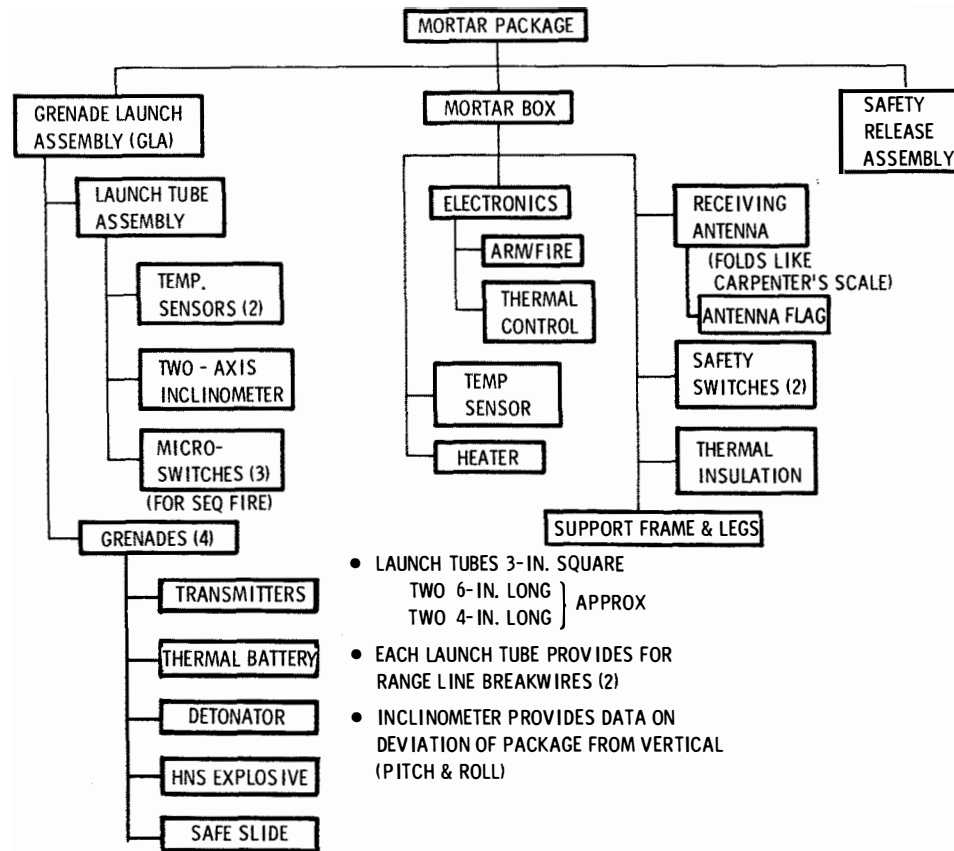 MORTAR PACKAGE
GRENADE LAUNCH
ASSEMBLY (GLA)
LAUNCH TUBE
ASSEMBLY
TEMP.
SENSORS (2)
TWO - AXIS
INCLINOMETER
MICRO-
SWITCHES (3)
(FOR SEQ FIRE)
GRENADES (4)
TRANSMITTERS
THERMAL BATTERY
DETONATOR
HNS EXPLOSIVE
SAFE SLIDE
MORTAR BOX
ELECTRONICS
ARM/FIRE
THERMAL
CONTROL
TEMP
SENSOR
HEATER
RECEIVING
ANTENNA
(FOLDS LIKE
CARPENTER'S SCALE)
ANTENNA FLAG
SAFETY
SWITCHES (2)
THERMAL
INSULATION
SUPPORT FRAME & LEGS
SAFETY
RELEASE
ASSEMBLY
• LAUNCH TUBES 3-IN. SQUARE
TWO 6-IN. LONG
TWO 4-IN. LONG
APPROX
• EACH LAUNCH TUBE PROVIDES FOR
RANGE LINE BREAKWIRES (2)
• INCLINOMETER PROVIDES DATA ON
DEVIATION OF PACKAGE FROM VERTICAL
(PITCH & ROLL)